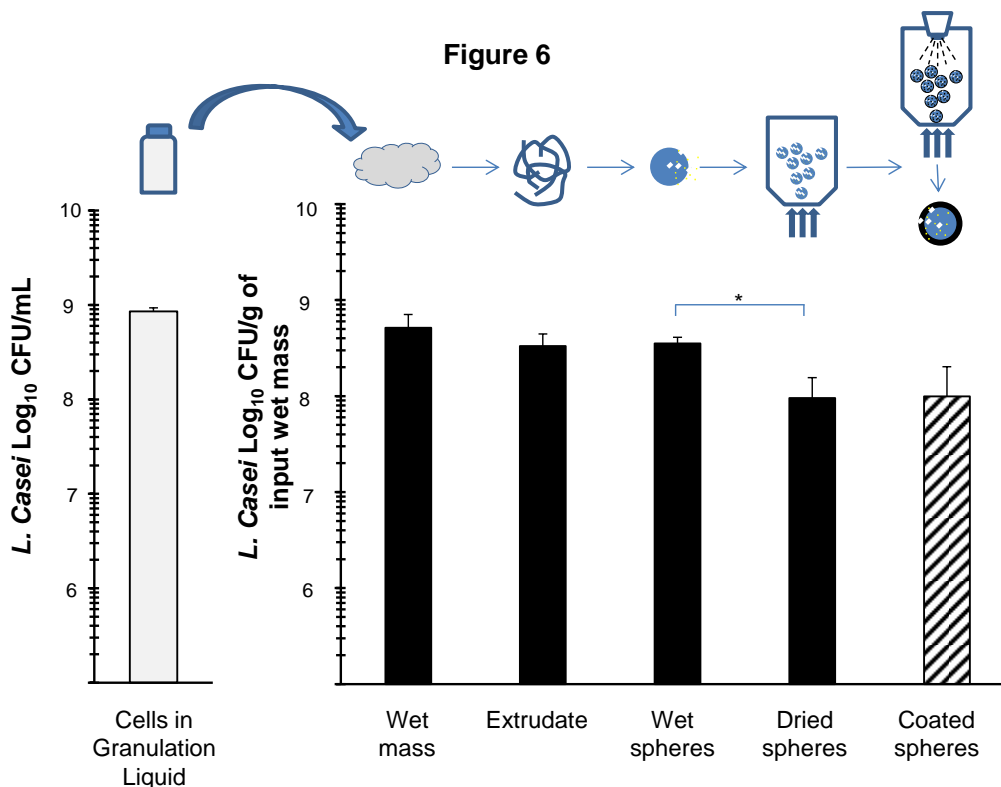 Figure 6
L. Casei Log10 CFU/mL
10
9
8
7
6
Cells in
Granulation
Liquid
L. Casei Log10 CFU/g of
input wet mass
10
9
8
7
6
*
Wet
mass
Extrudate
Wet
spheres
Dried
spheres
Coated
spheres